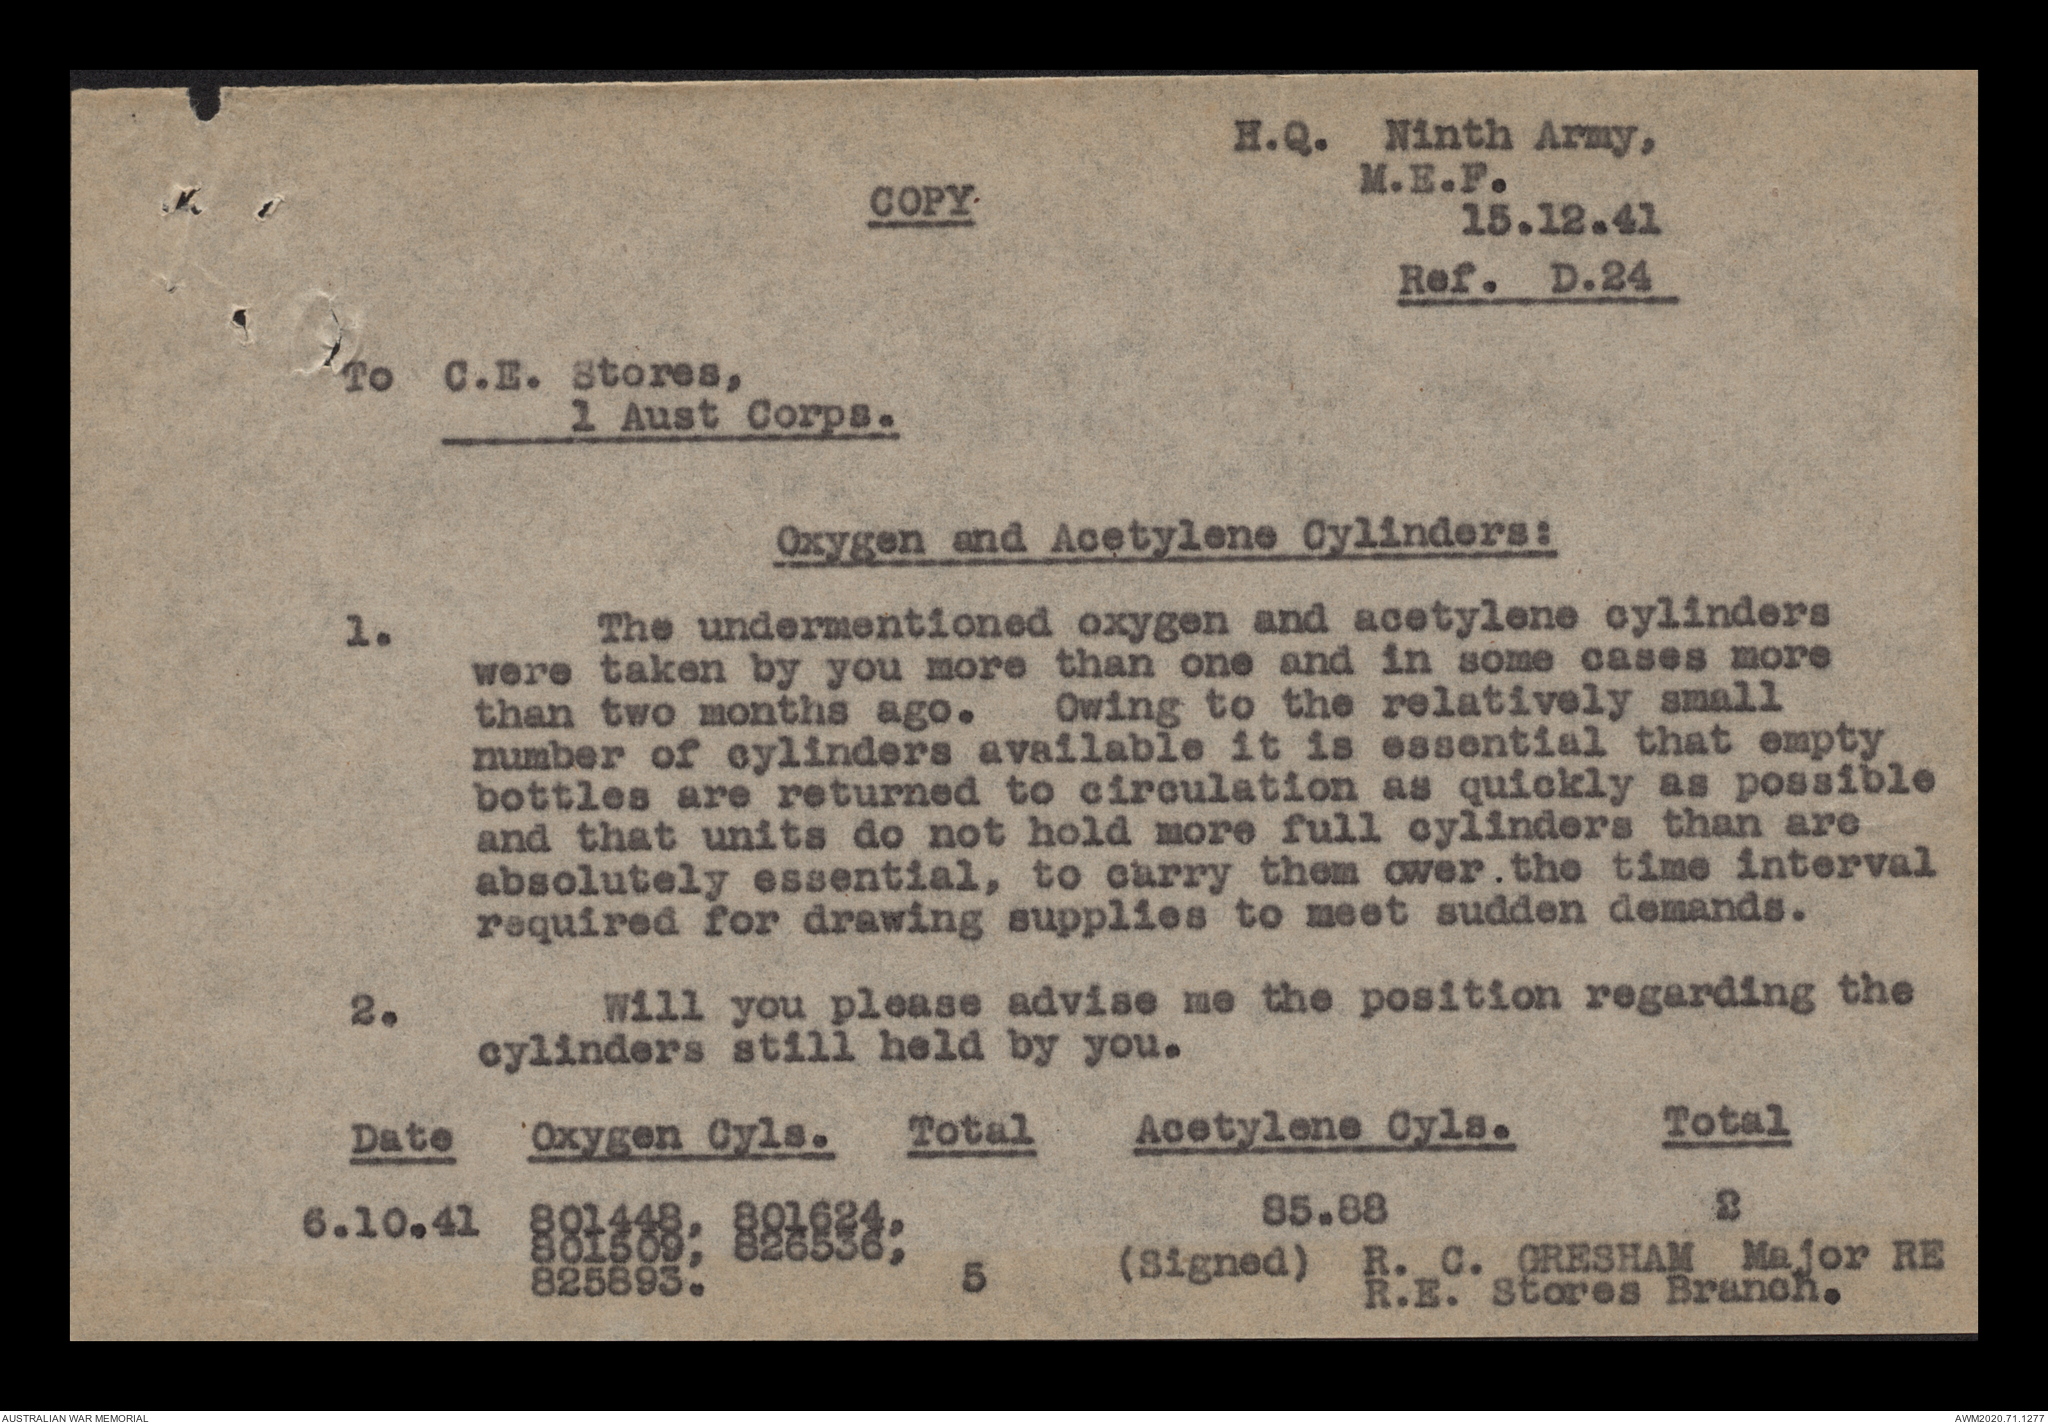 H.Q. Ninth Army,
M.E.F.
COPY
15.12.41
Ref. D.24
To C.E. Stores,
1 Aust Corps.
Oxygen and Acetylene Cylinders:
1. The undermentioned oxygen and acetylene cylinders
were taken by you more than one and in some cases more
than two months ago. Owing to the relatively small
number of cylinders available it is essential that empty
bottles are returned to circulation as quickly as possible
and that units do not hold more full cylinders than are
absolutely essential, to carry them over.the time interval
required for drawing supplies to meet sudden demands.
2. Will you please advise me the position regarding the
cylinders still held by you.
Date Oxygen Cyls. Total Acetylene Cyls. Total
6.10.41 801448, 801624, 85.88 2
801509, 826536,
825893. 5
(Signed) R. C. GRESHAM Major RE
R.E. Stores Branch.
AUSTRALIAN WAR MEMORIAL
AWM2020.71.1277